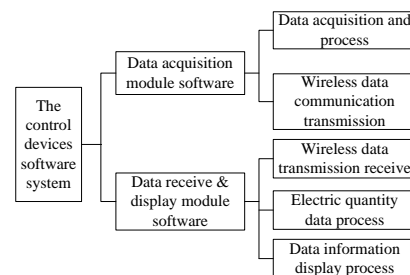 The
control
devices
software
system
Data acquisition
module software
Data receive &
display module
software
Data acquisition and
process
Wireless data
communication
transmission
Wireless data
transmission receive
Electric quantity
data process
Data information
display process